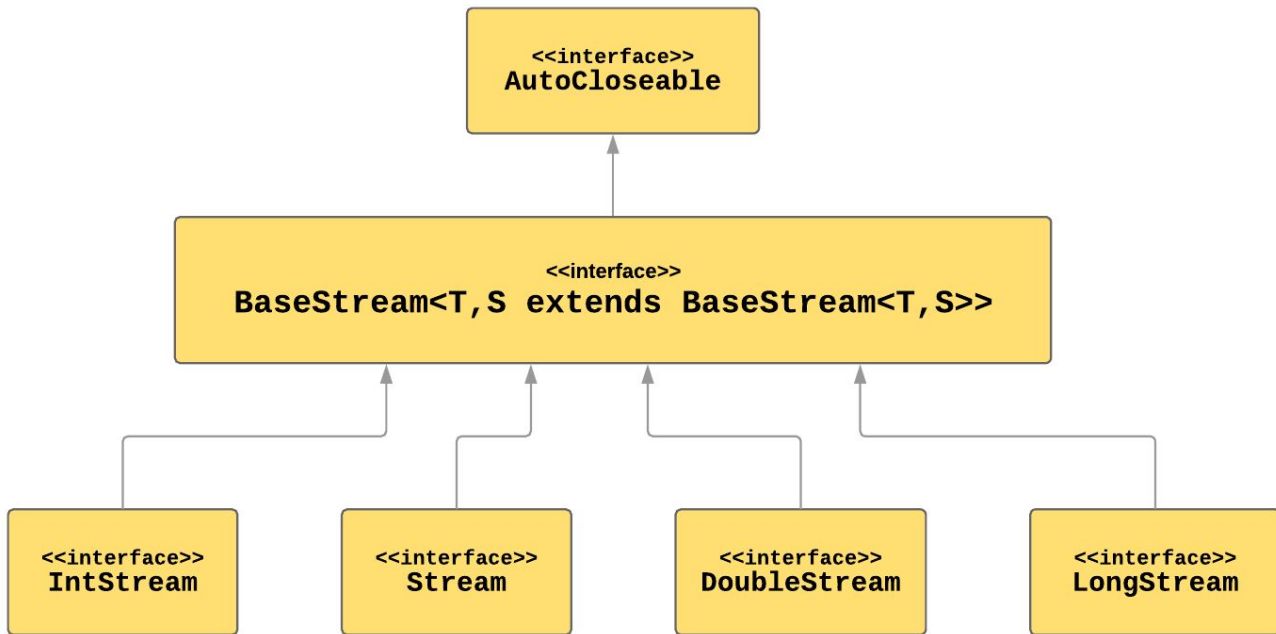 <<interface>>
AutoCloseable
<<interface>>
BaseStream<T,S extends BaseStream<T,S>>
<<interface>>
IntStream
<<interface>>
Stream
<<interface>>
DoubleStream
<<interface>>
LongStream